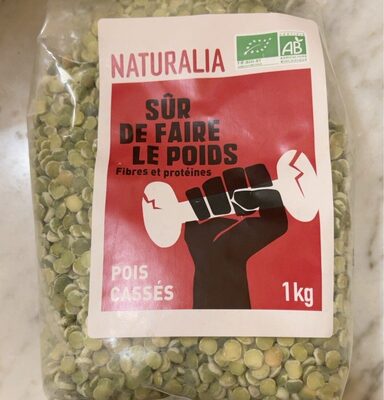 NATURALIA
AB
SÛR
DE FAIRE
LE POIDS
Fibres et protéines
POIS
CASSÉS
1kg